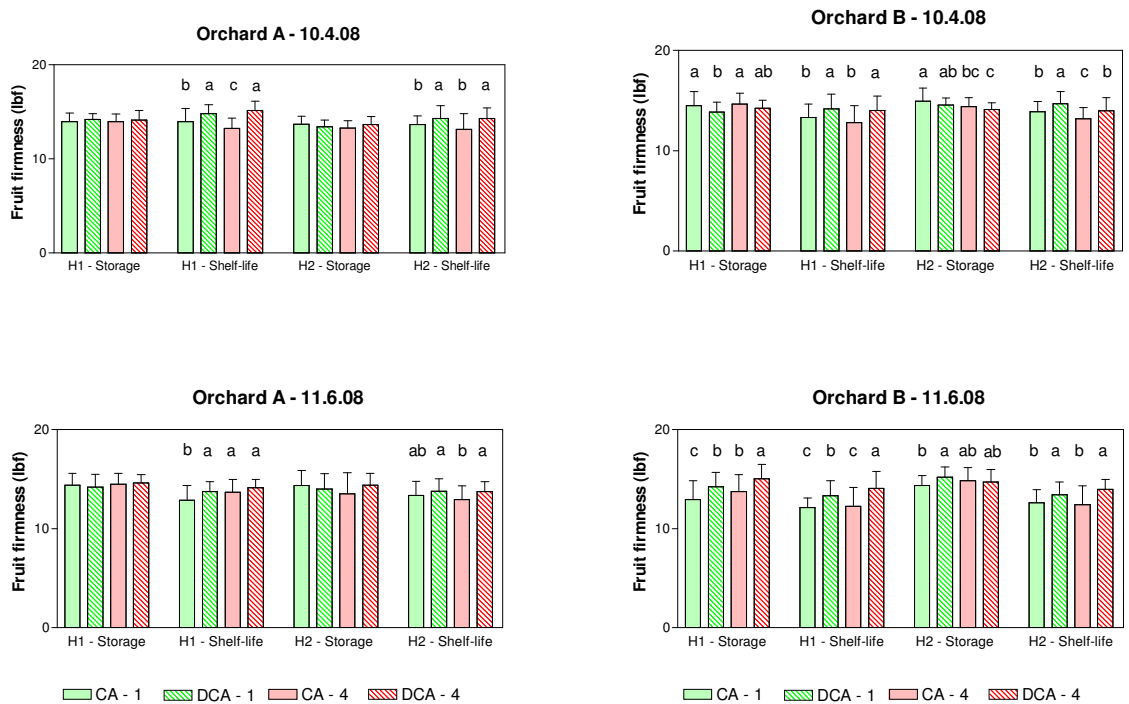 Orchard A - 10.4.08
Fruit firmness (lbf)
20
10
0
b a c a
b a b a
H1 - Storage H1 - Shelf-life H2 - Storage H2 - Shelf-life
Orchard B - 10.4.08
Fruit firmness (lbf)
20
10
0
a b a ab
b a b a
a ab bc c
b a c b
H1 - Storage H1 - Shelf-life H2 - Storage H2 - Shelf-life
Orchard A - 11.6.08
Fruit firmness (lbf)
20
10
0
b a a a
ab a b a
H1 - Storage H1 - Shelf-life H2 - Storage H2 - Shelf-life
CA - 1 DCA - 1 CA - 4 DCA - 4
Orchard B - 11.6.08
Fruit firmness (lbf)
20
10
0
c b b a
c b c a
b a ab ab
b a b a
H1 - Storage H1 - Shelf-life H2 - Storage H2 - Shelf-life
CA - 1 DCA - 1 CA - 4 DCA - 4